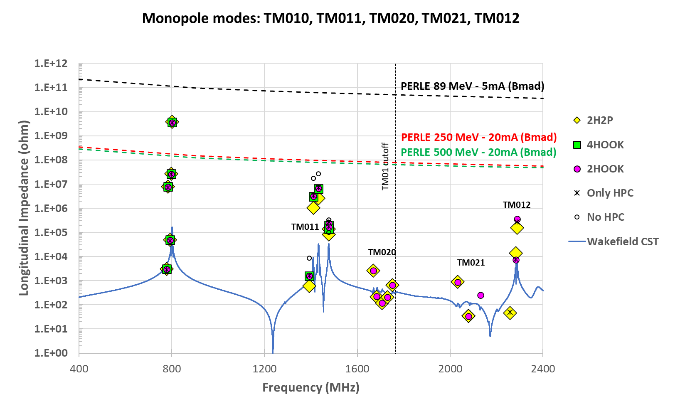 Monopole modes: TM010, TM011, TM020, TM021, TM012
1.E+12
1.E+11
1.E+10
1.E+09
1.E+08
1.E+07
1.E+06
1.E+05
1.E+04
1.E+03
1.E+02
1.E+01
1.E+00
Longitudinal Impedance (ohm)
400
800
1200
1600
2000
2400
Frequency (MHz)
PERLE 89 MeV - 5mA (Bmad)
PERLE 250 MeV - 20mA (Bmad)
PERLE 500 MeV - 20mA (Bmad)
TM01 cutoff
TM011
TM020
TM021
TM012
2H2P
4HOOK
2HOOK
Only HPC
No HPC
Wakefield CST